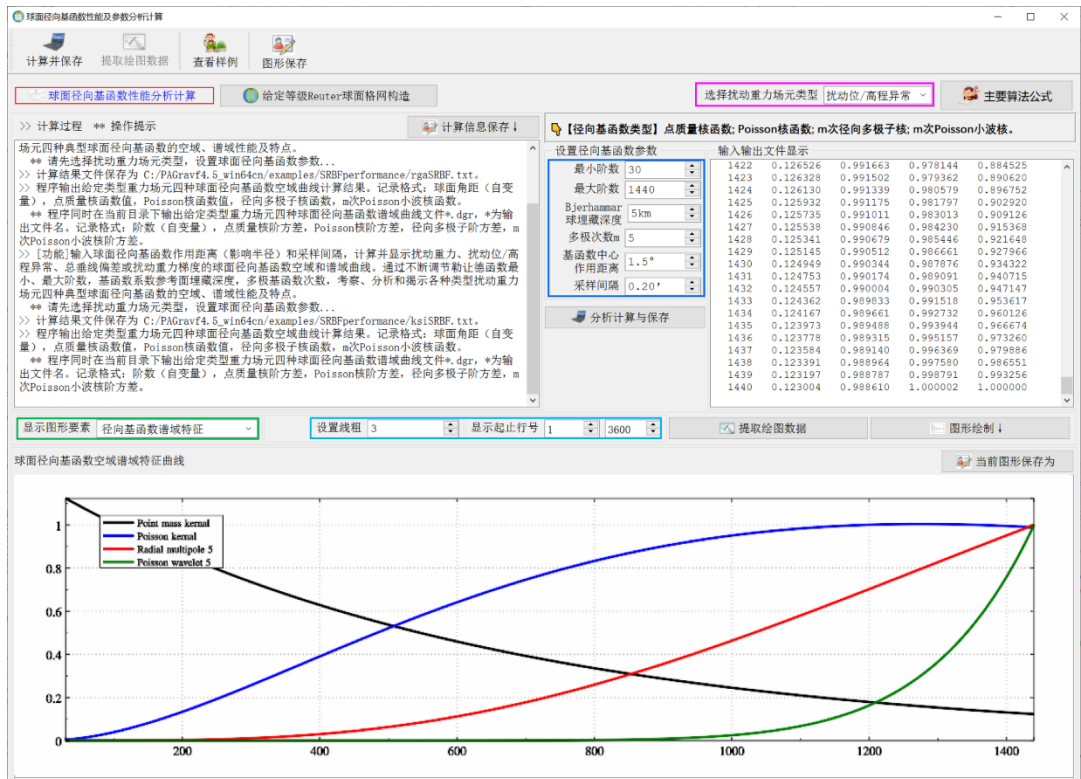 球面径向基函数性能及参数分析计算
计算并保存 提取绘图数据 查看样例 图形保存
球面径向基函数性能分析计算 给定等级Reuter球面格网构造 选择扰动重力场元类型 扰动位/高程异常 主要算法公式
>> 计算过程 ** 操作提示 计算信息保存↓
场元四种典型球面径向基函数的空域、谱域性能及特点。
** 请先选择扰动重力场元类型，设置球面径向基函数参数...
>> 计算结果文件保存为 C:/PAGravf4.5_win64cn/examples/SRBFperformance/rgaSRBF.txt。
>> 程序输出给定类型重力场元四种球面径向基函数空域曲线计算结果。记录格式：球面角距（自变
量），点质量核函数值，Poisson核函数值，径向多极子核函数，m次Poisson小波核函数。
** 程序同时在当前目录下输出给定类型重力场元四种球面径向基函数谱域曲线文件*.dgr，*为输
出文件名。记录格式：阶数（自变量），点质量核阶方差，Poisson核阶方差，径向多极子阶方差，m
次Poisson小波核阶方差。
>> [功能]输入球面径向基函数作用距离（影响半径）和采样间隔，计算并显示扰动重力、扰动位/高
程异常、总垂线偏差或扰动重力梯度的球面径向基函数空域和谱域曲线。通过不断调节勒让德函数最
小、最大阶数，基函数系数参考面埋藏深度，多极基函数次数，考察、分析和揭示各种类型扰动重力
场元四种典型球面径向基函数的空域、谱域性能及特点。
** 请先选择扰动重力场元类型，设置球面径向基函数参数...
>> 计算结果文件保存为 C:/PAGravf4.5_win64cn/examples/SRBFperformance/ksiSRBF.txt。
>> 程序输出给定类型重力场元四种球面径向基函数空域曲线计算结果。记录格式：球面角距（自变
量），点质量核函数值，Poisson核函数值，径向多极子核函数，m次Poisson小波核函数。
** 程序同时在当前目录下输出给定类型重力场元四种球面径向基函数谱域曲线文件*.dgr，*为输
出文件名。记录格式：阶数（自变量），点质量核阶方差，Poisson核阶方差，径向多极子阶方差，m
次Poisson小波核阶方差。
【径向基函数类型】点质量核函数; Poisson核函数; m次径向多极子核; m次Poisson小波核。
设置径向基函数参数
最小阶数 30
最大阶数 1440
Bjerhammar
球埋藏深度 5km
多极次数m 5
基函数中心
作用距离 1.5°
采样间隔 0.20′
分析计算与保存
输入输出文件显示
1422 0.126526 0.991663 0.978144 0.884525
1423 0.126328 0.991502 0.979362 0.890620
1424 0.126130 0.991339 0.980579 0.896752
1425 0.125932 0.991175 0.981797 0.902920
1426 0.125735 0.991011 0.983013 0.909126
1427 0.125538 0.990846 0.984230 0.915368
1428 0.125341 0.990679 0.985446 0.921648
1429 0.125145 0.990512 0.986661 0.927966
1430 0.124949 0.990344 0.987876 0.934322
1431 0.124753 0.990174 0.989091 0.940715
1432 0.124557 0.990004 0.990305 0.947147
1433 0.124362 0.989833 0.991518 0.953617
1434 0.124167 0.989661 0.992732 0.960126
1435 0.123973 0.989488 0.993944 0.966674
1436 0.123778 0.989315 0.995157 0.973260
1437 0.123584 0.989140 0.996369 0.979886
1438 0.123391 0.988964 0.997580 0.986551
1439 0.123197 0.988787 0.998791 0.993256
1440 0.123004 0.988610 1.000002 1.000000
显示图形要素 径向基函数谱域特征 设置线粗 3 显示起止行号 1 3600 提取绘图数据 图形绘制↓
球面径向基函数空域谱域特征曲线 当前图形保存为
Point mass kernal
Poisson kernal
Radial multipole 5
Poisson wavelet 5
1
0.8
0.6
0.4
0.2
0
200 400 600 800 1000 1200 1400